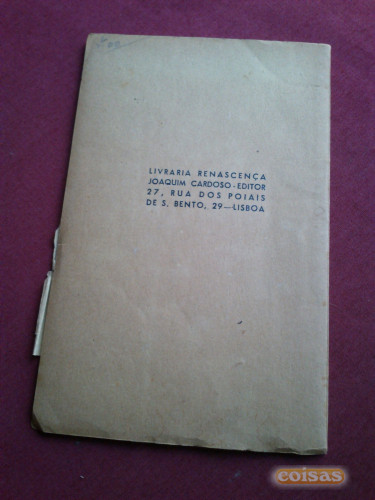 LIVRARIA RENASCENÇA
JOAQUIM CARDOSO-EDITOR
27, RUA DOS POIAIS
DE S. BENTO, 29—LISBOA
coisas